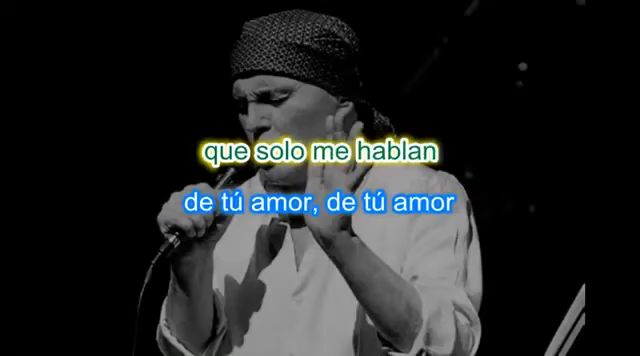 que solo me hablan
de tú amor, de tú amor